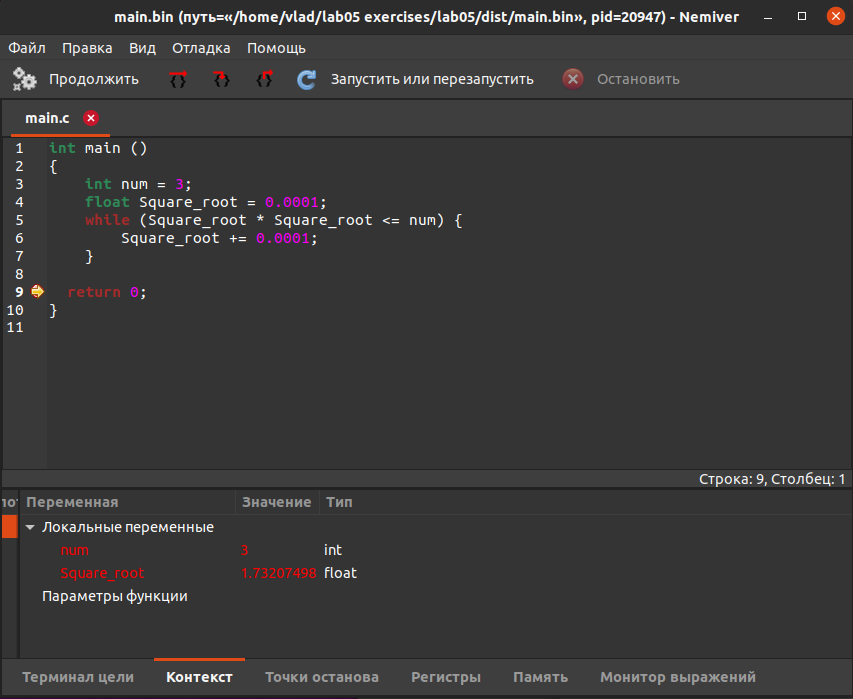 main.bin (путь=«/home/vlad/lab05 exercises/lab05/dist/main.bin», pid=20947) - Nemiver
Файл Правка Вид Отладка Помощь
Продолжить Запустить или перезапустить Остановить
main.c
1 int main ()
2 {
3 int num = 3;
4 float Square_root = 0.0001;
5 while (Square_root * Square_root <= num) {
6 Square_root += 0.0001;
7 }
8
9 return 0;
10 }
11
Строка: 9, Столбец: 1
Переменная Значение Тип
Локальные переменные
num 3 int
Square_root 1.73207498 float
Параметры функции
Терминал цели Контекст Точки останова Регистры Память Монитор выражений